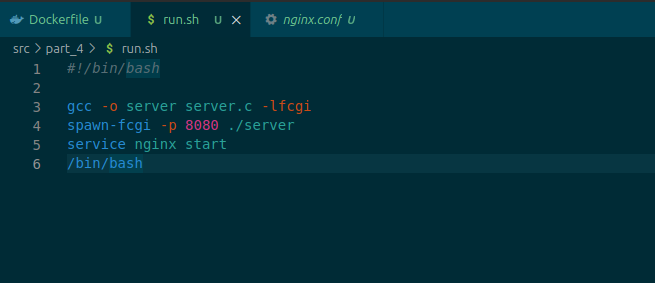 Dockerfile U
$ run.sh U ×
nginx.conf U
src > part_4 > $ run.sh
1 #!/bin/bash
2
3 gcc -o server server.c -lfcgi
4 spawn-fcgi -p 8080 ./server
5 service nginx start
6 /bin/bash